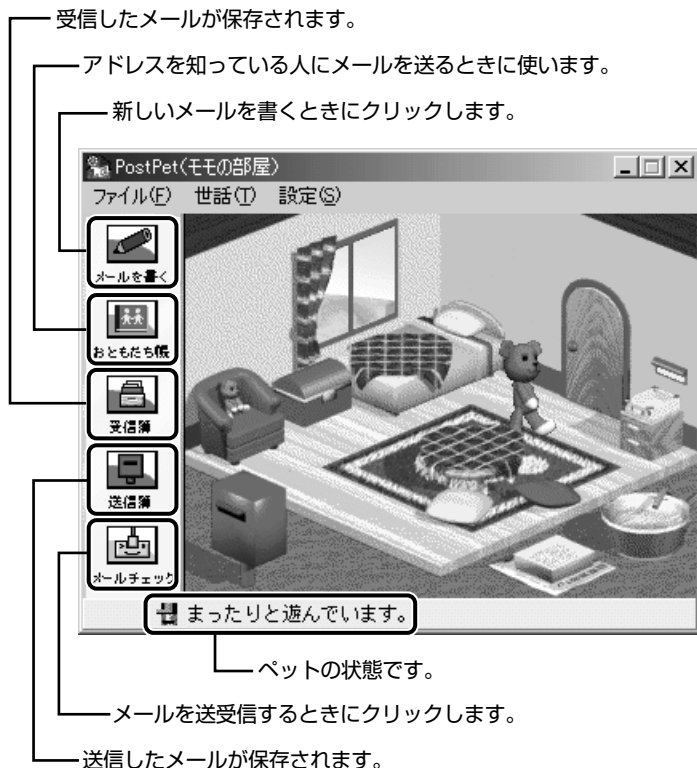 受信したメールが保存されます。
アドレスを知っている人にメールを送るときに使います。
新しいメールを書くときにクリックします。
PostPet(モモの部屋)
ファイル(F) 世話(T) 設定(S)
メールを書く
おともだち帳
受信簿
送信簿
メールチェック
まったりと遊んでいます。
ペットの状態です。
メールを送受信するときにクリックします。
送信したメールが保存されます。